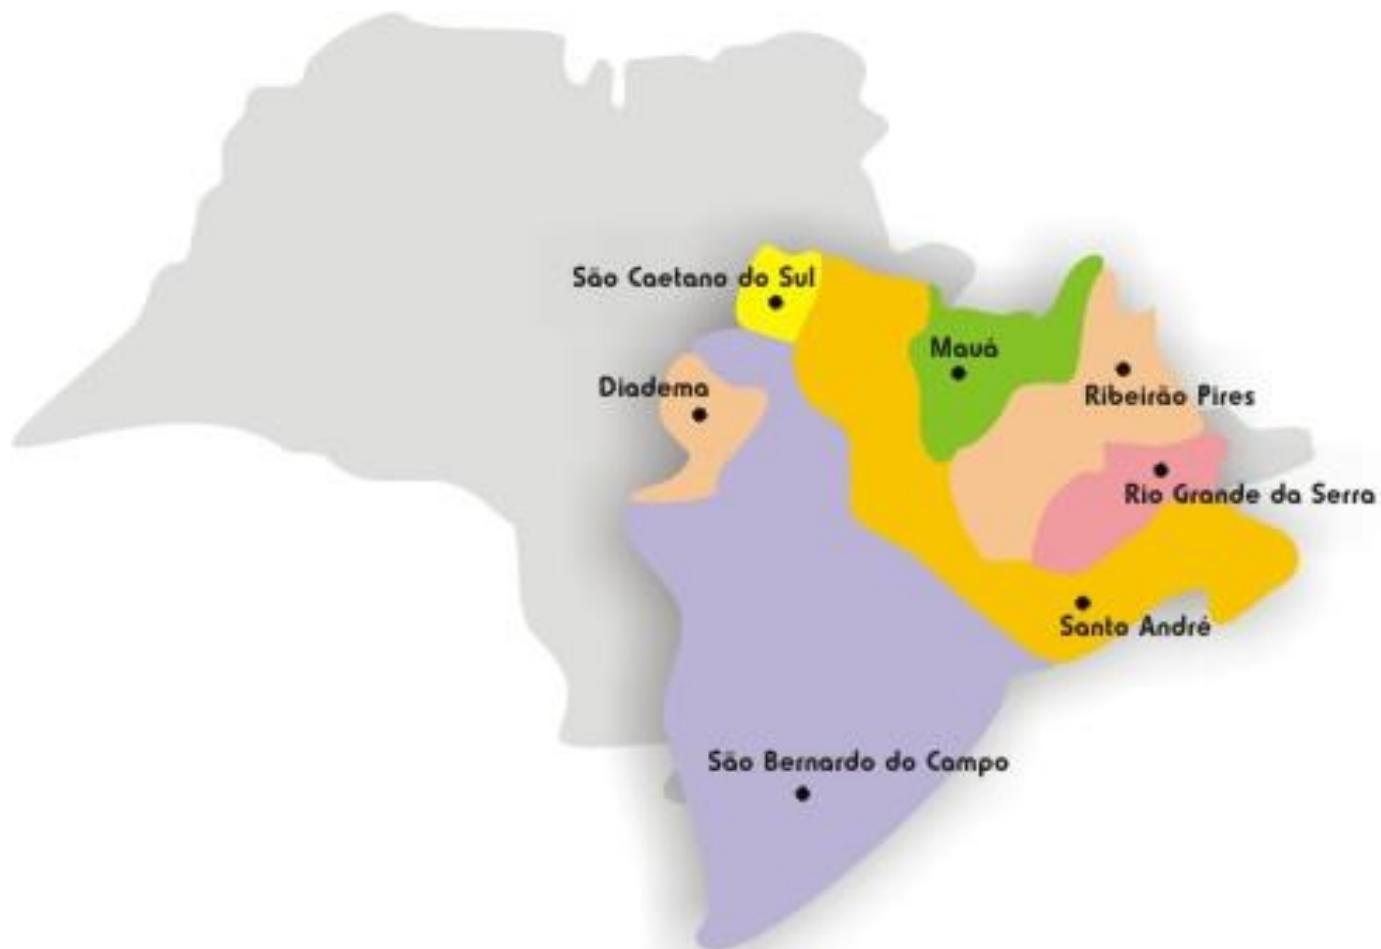 São Caetano do Sul
Mauá
Diadema
Ribeirão Pires
Rio Grande da Serra
Santo André
São Bernardo do Campo